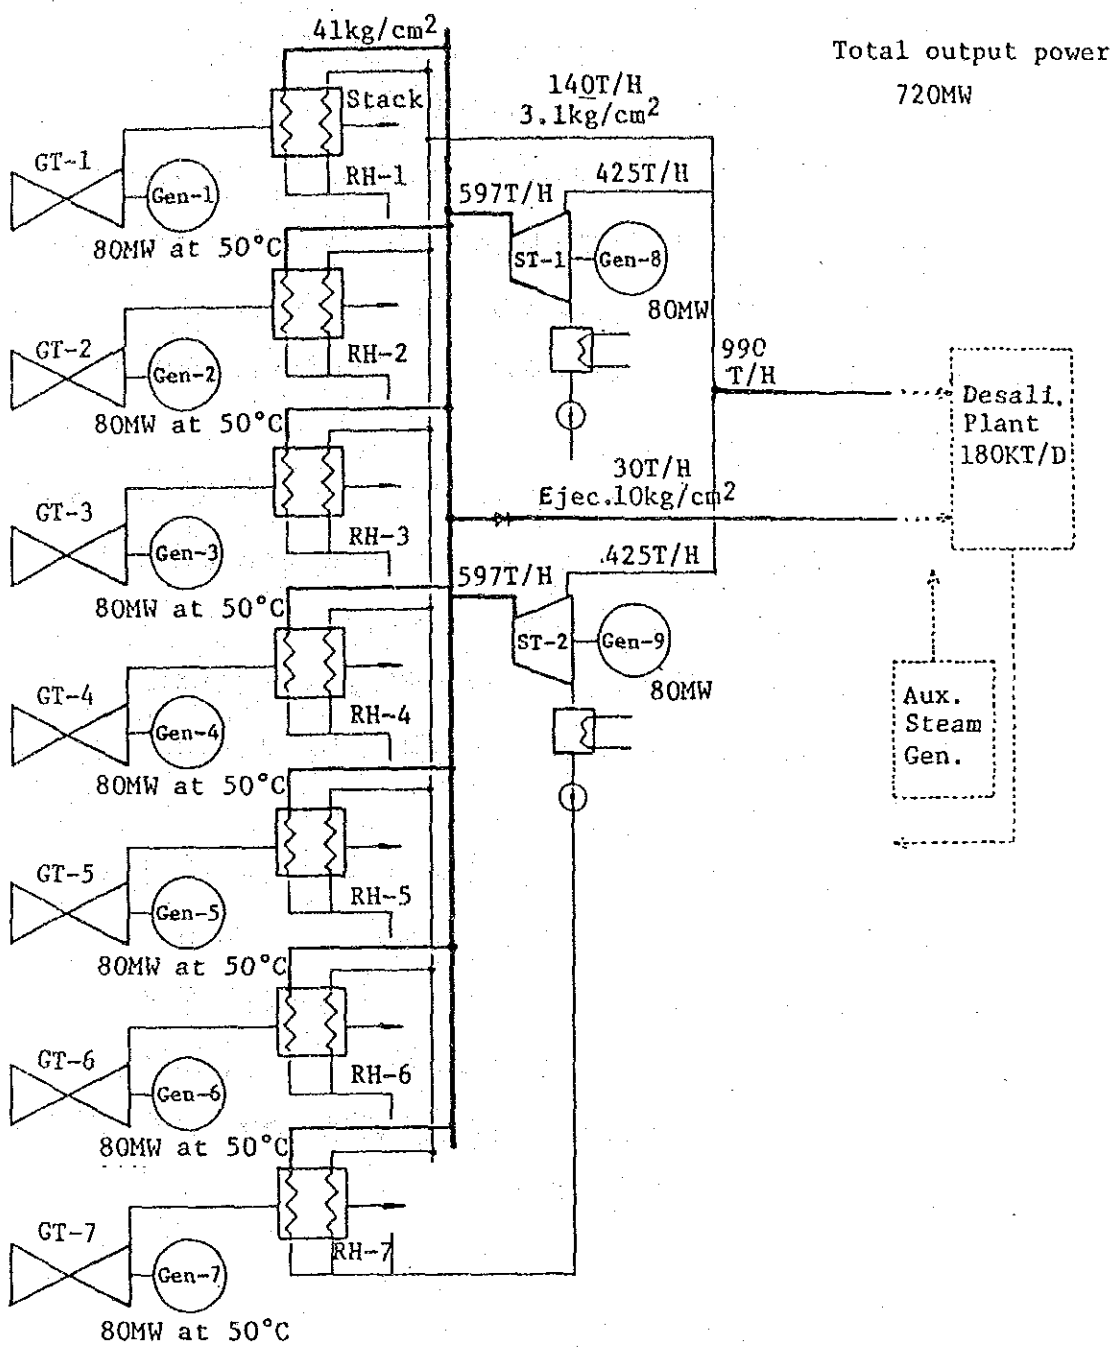 41kg/cm2
Total output power
720MW
Stack
140T/H
3.1kg/cm2
GT-1
Gen-1
RH-1
80MW at 50°C
597T/H
425T/H
ST-1
Gen-8
80MW
GT-2
Gen-2
RH-2
80MW at 50°C
990
T/H
Desali.
Plant
180KT/D
30T/H
Ejec.10kg/cm2
GT-3
Gen-3
RH-3
80MW at 50°C
597T/H
425T/H
ST-2
Gen-9
80MW
GT-4
Gen-4
RH-4
80MW at 50°C
Aux.
Steam
Gen.
GT-5
Gen-5
RH-5
80MW at 50°C
GT-6
Gen-6
RH-6
80MW at 50°C
GT-7
Gen-7
RH-7
80MW at 50°C